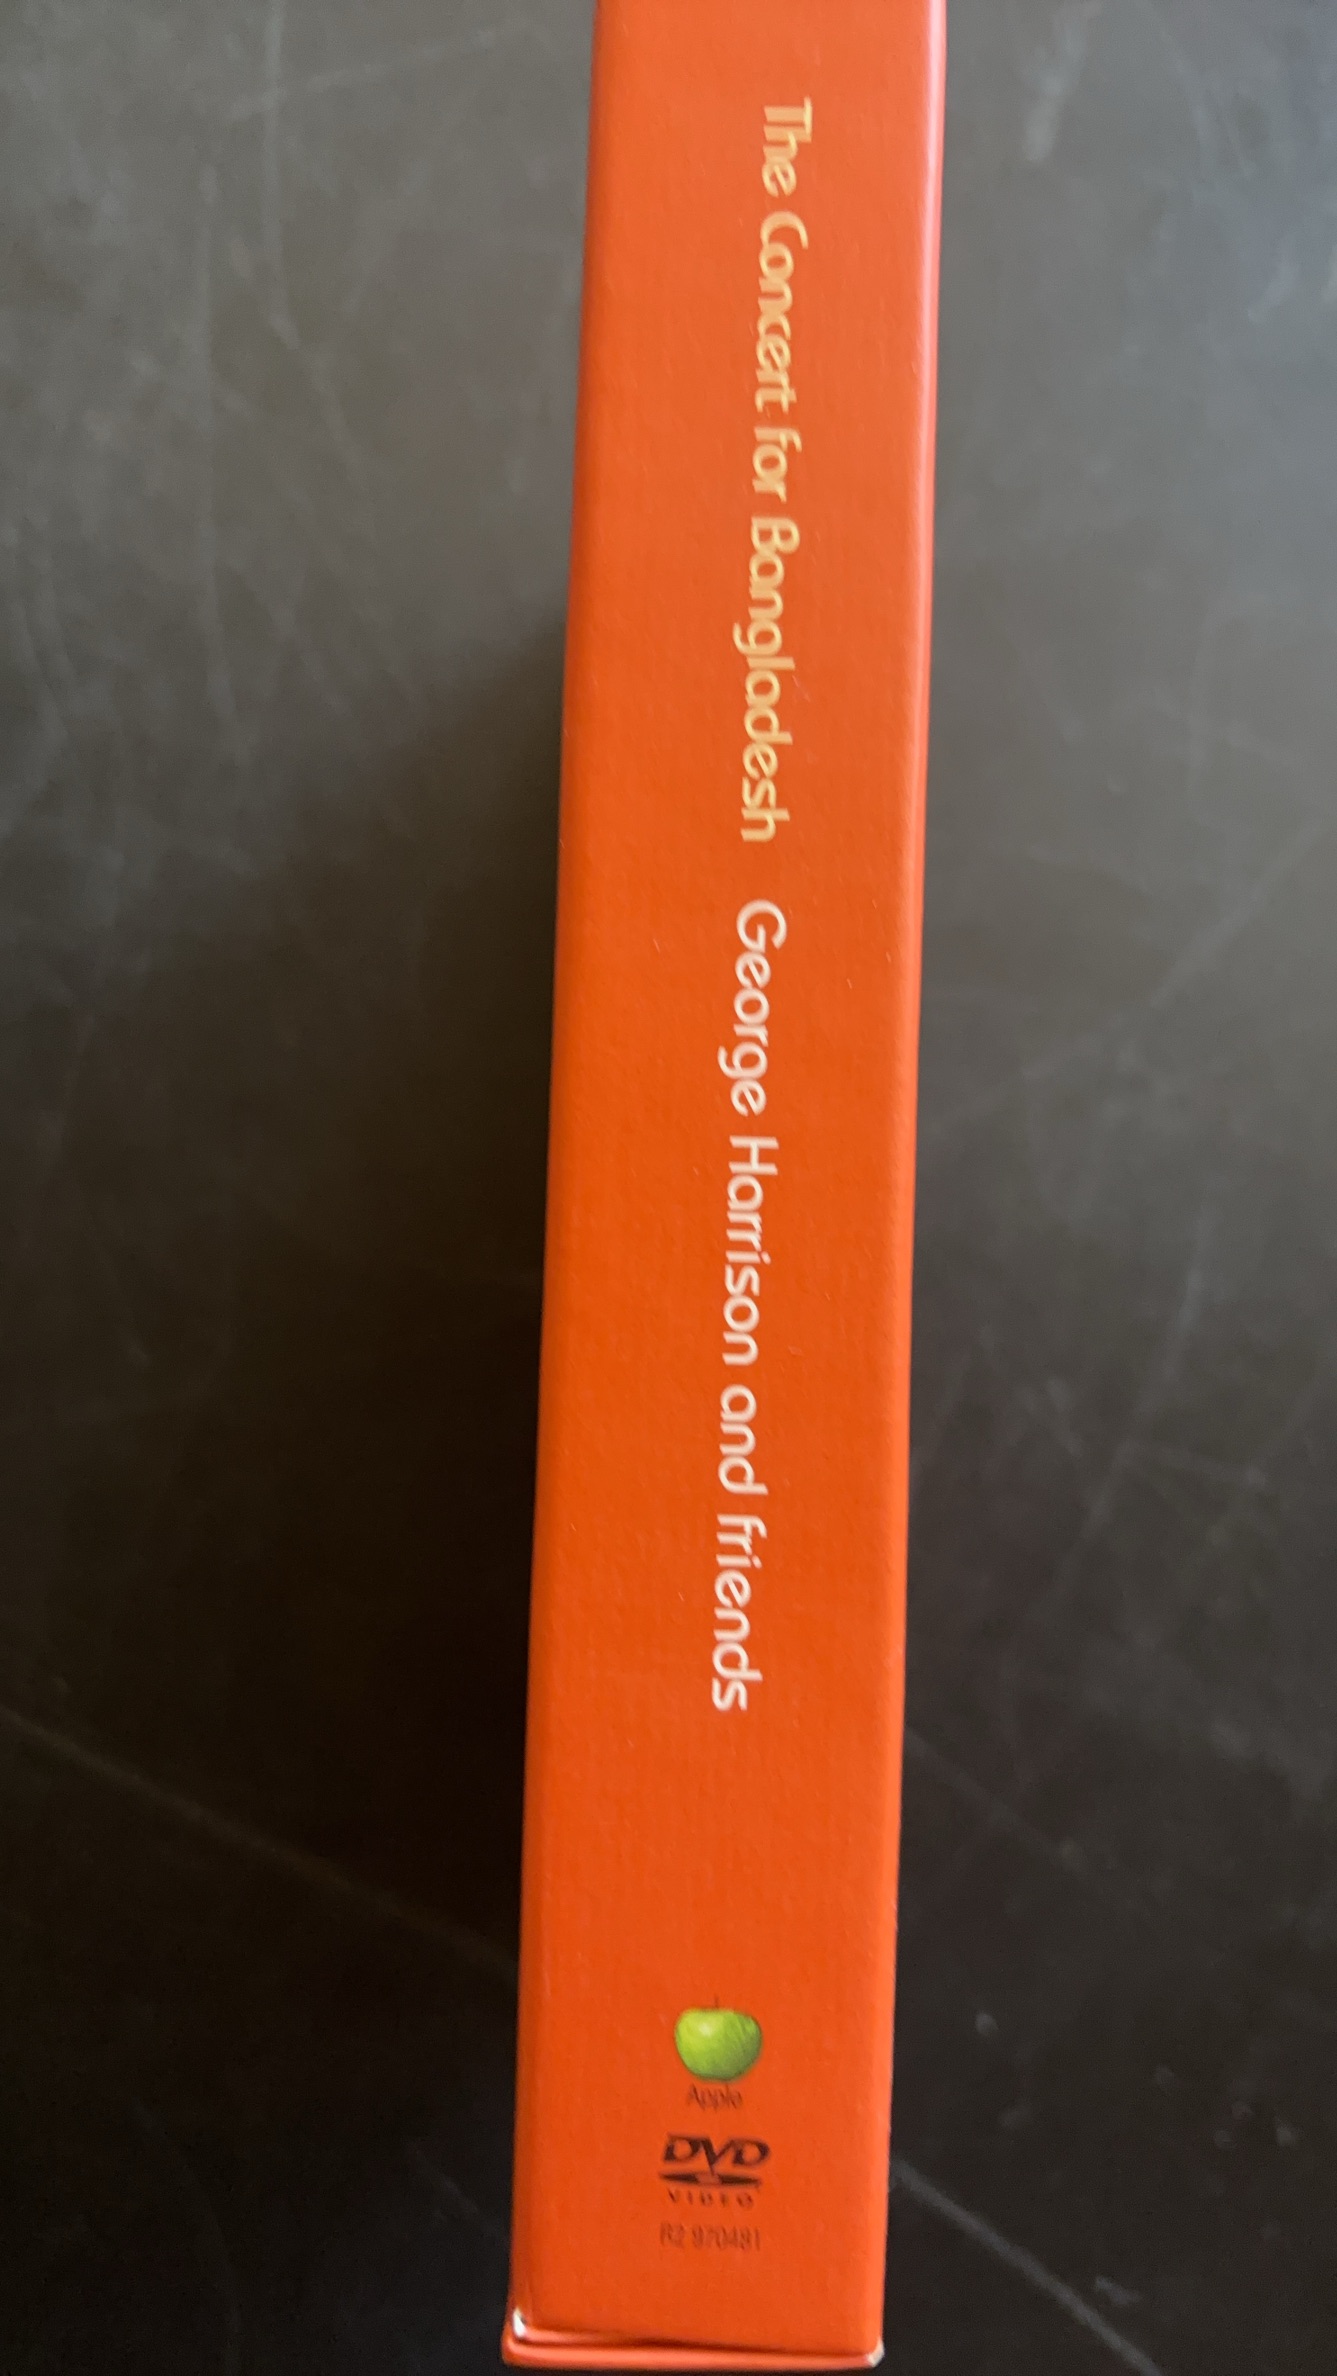 The Concert for Bangladesh George Harrison and friends
Apple
DVD
VIDEO
R2 970481